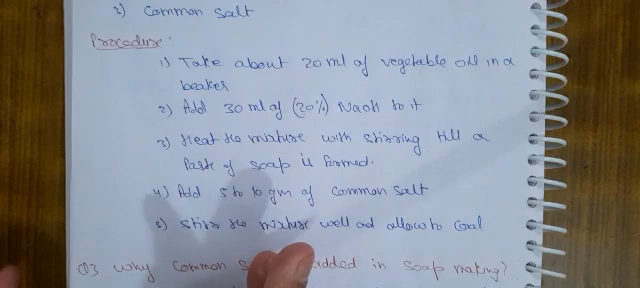 3) Common Salt
Procedure:
1) Take about 20 ml of vegetable oil in a
beaker
2) Add 30 ml of (20%) NaoH to it
3) Heat the mixture with stirring till a
Paste of soap is formed.
4) Add 5 to 10 gm of Common Salt
5) Stirr the mixture well ad allow to Cool
Q3 why common added in soap making?